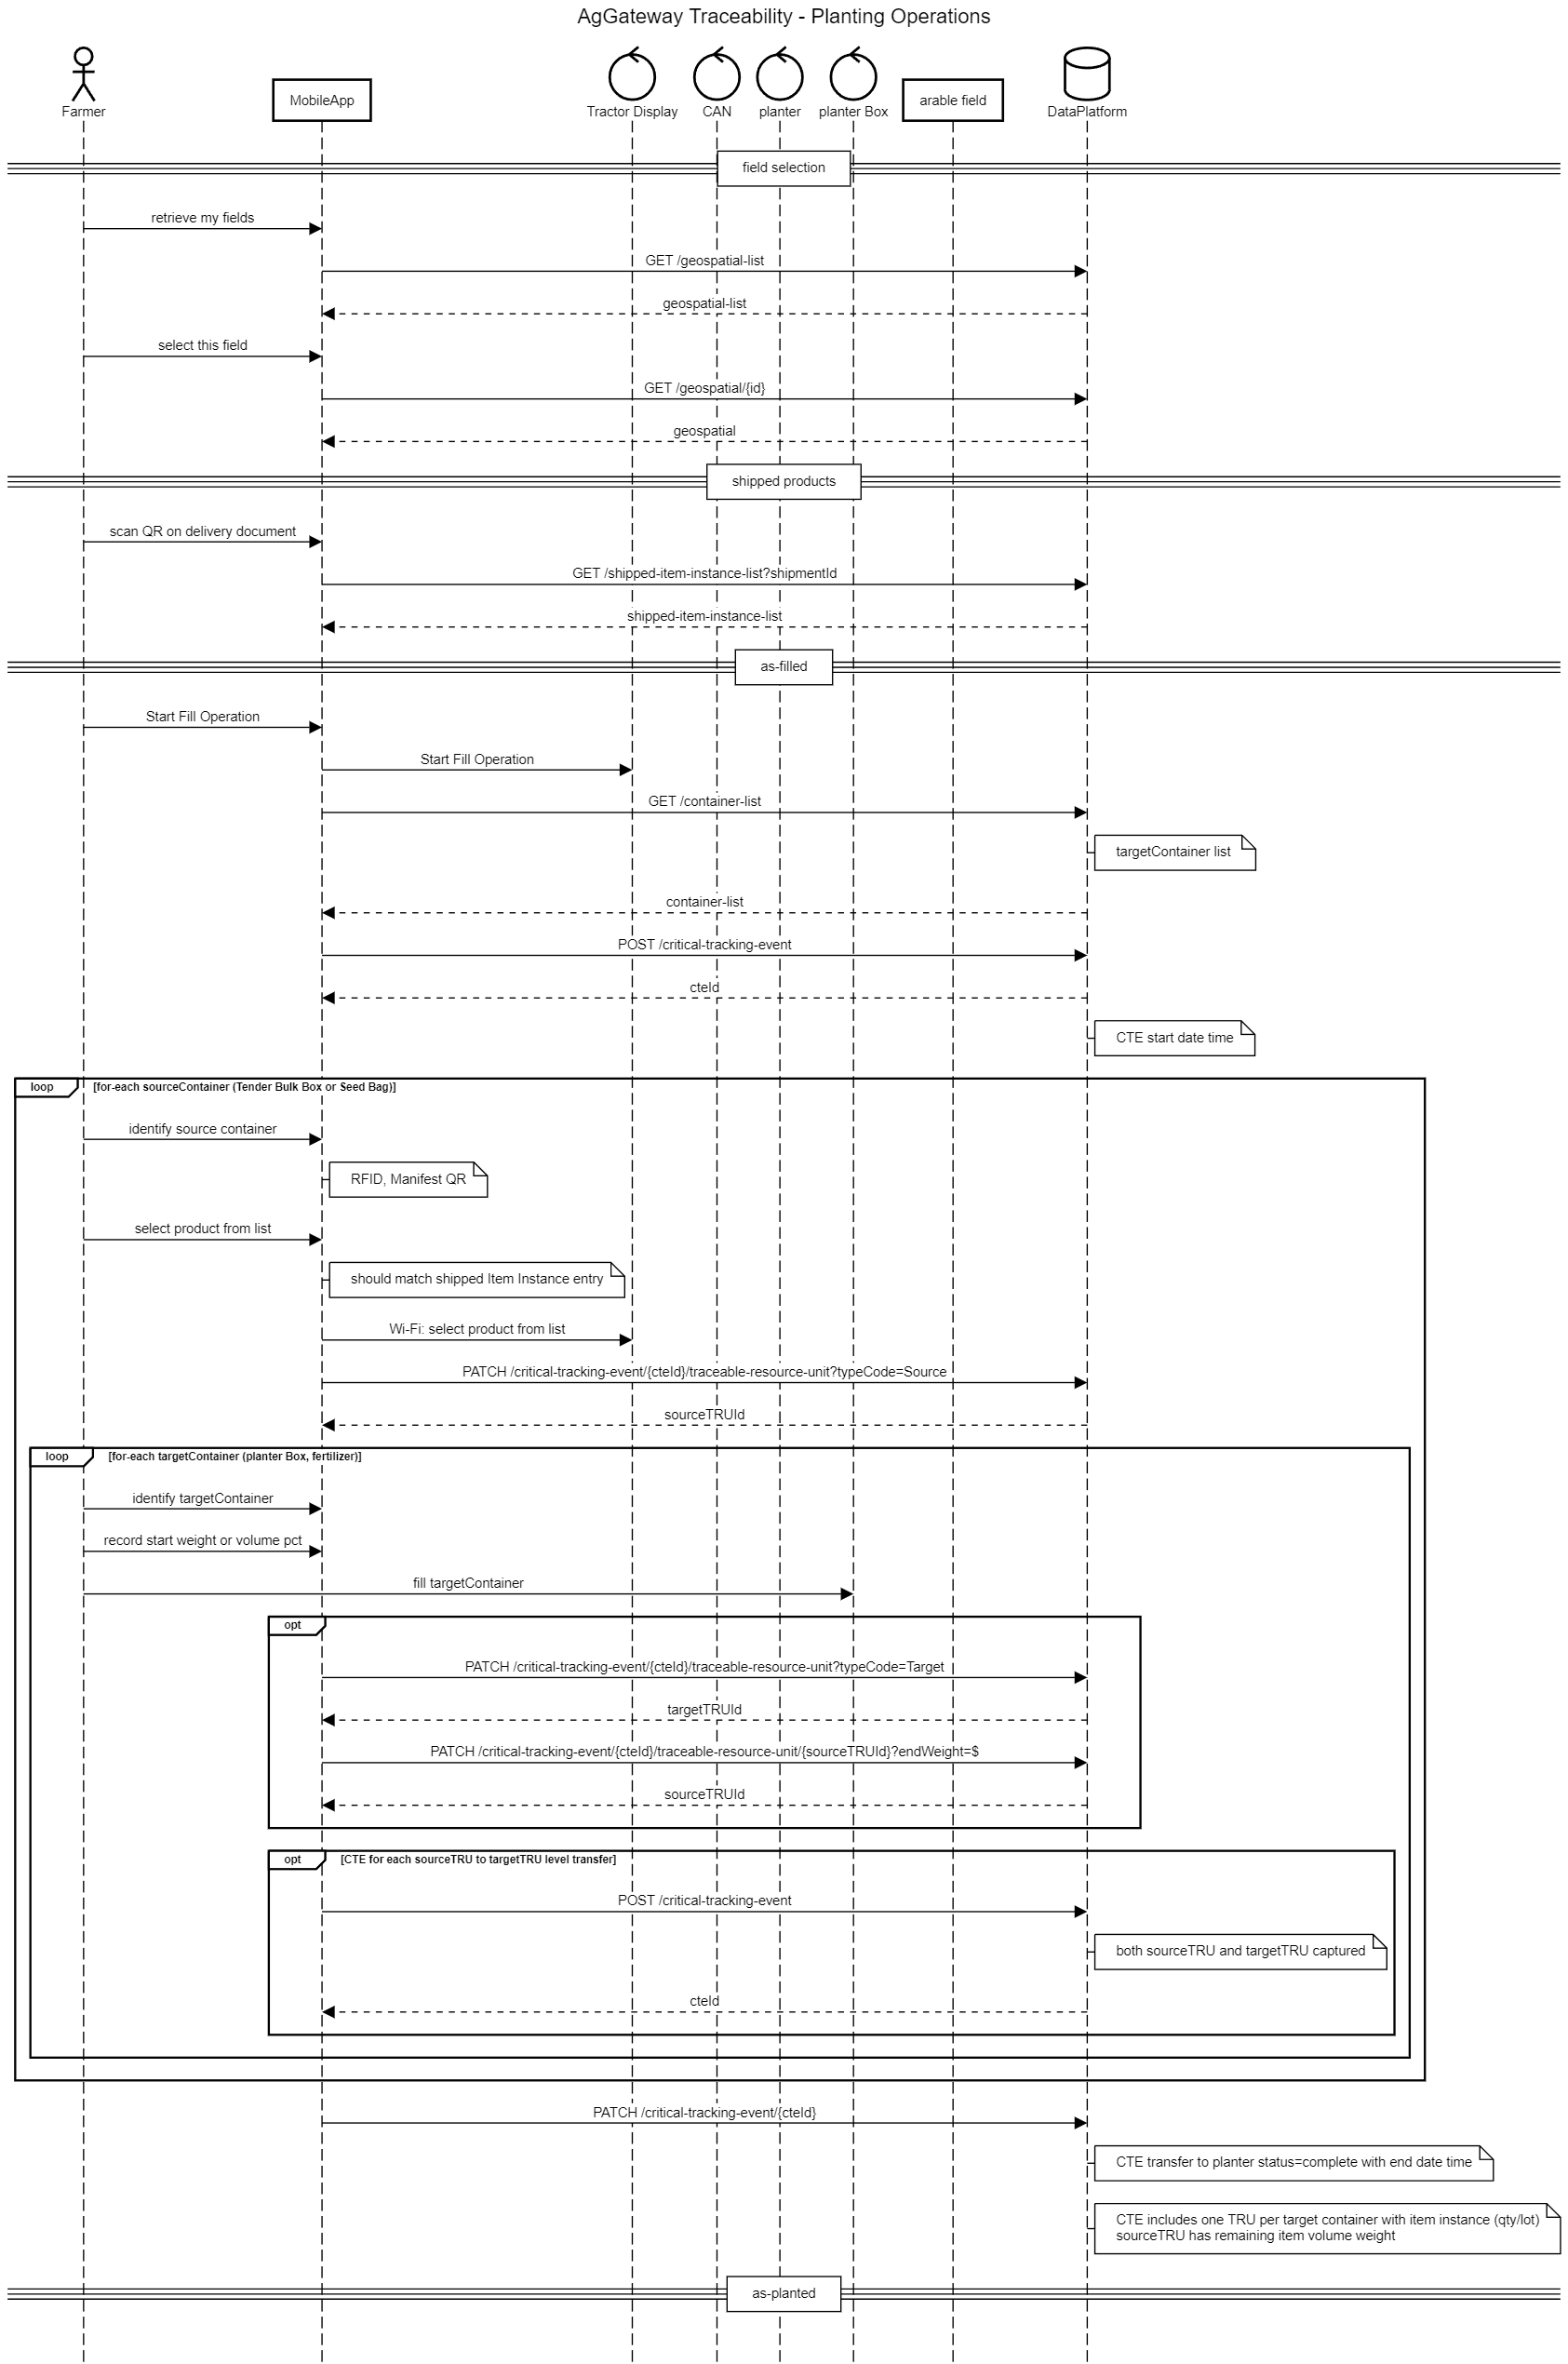 AgGateway Traceability - Planting Operations
Farmer
MobileApp
Tractor Display
CAN
planter
planter Box
arable field
DataPlatform
field selection
retrieve my fields
GET /geospatial-list
geospatial-list
select this field
GET /geospatial/{id}
geospatial
shipped products
scan QR on delivery document
GET /shipped-item-instance-list?shipmentId
shipped-item-instance-list
as-filled
Start Fill Operation
Start Fill Operation
GET /container-list
targetContainer list
container-list
POST /critical-tracking-event
cteId
CTE start date time
loop
[for-each sourceContainer (Tender Bulk Box or Seed Bag)]
identify source container
RFID, Manifest QR
select product from list
should match shipped Item Instance entry
Wi-Fi: select product from list
PATCH /critical-tracking-event/{cteId}/traceable-resource-unit?typeCode=Source
sourceTRUId
loop
[for-each targetContainer (planter Box, fertilizer)]
identify targetContainer
record start weight or volume pct
fill targetContainer
opt
PATCH /critical-tracking-event/{cteId}/traceable-resource-unit?typeCode=Target
targetTRUId
PATCH /critical-tracking-event/{cteId}/traceable-resource-unit/{sourceTRUId}?endWeight=$
sourceTRUId
opt
[CTE for each sourceTRU to targetTRU level transfer]
POST /critical-tracking-event
both sourceTRU and targetTRU captured
cteId
PATCH /critical-tracking-event/{cteId}
CTE transfer to planter status=complete with end date time
CTE includes one TRU per target container with item instance (qty/lot)
sourceTRU has remaining item volume weight
as-planted